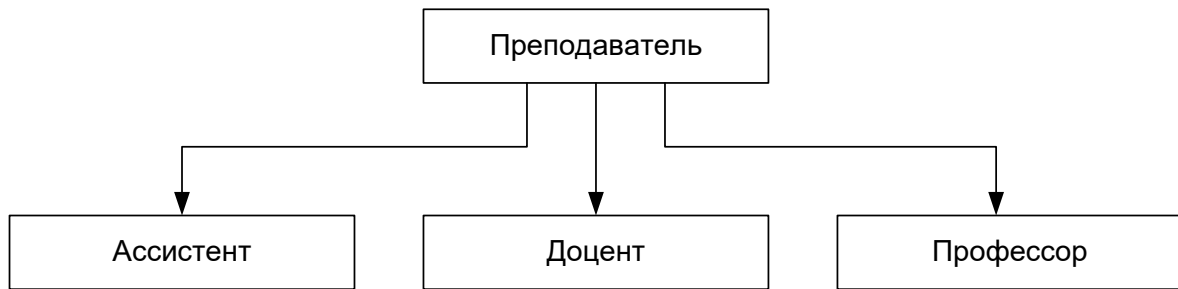 Преподаватель
Ассистент
Доцент
Профессор